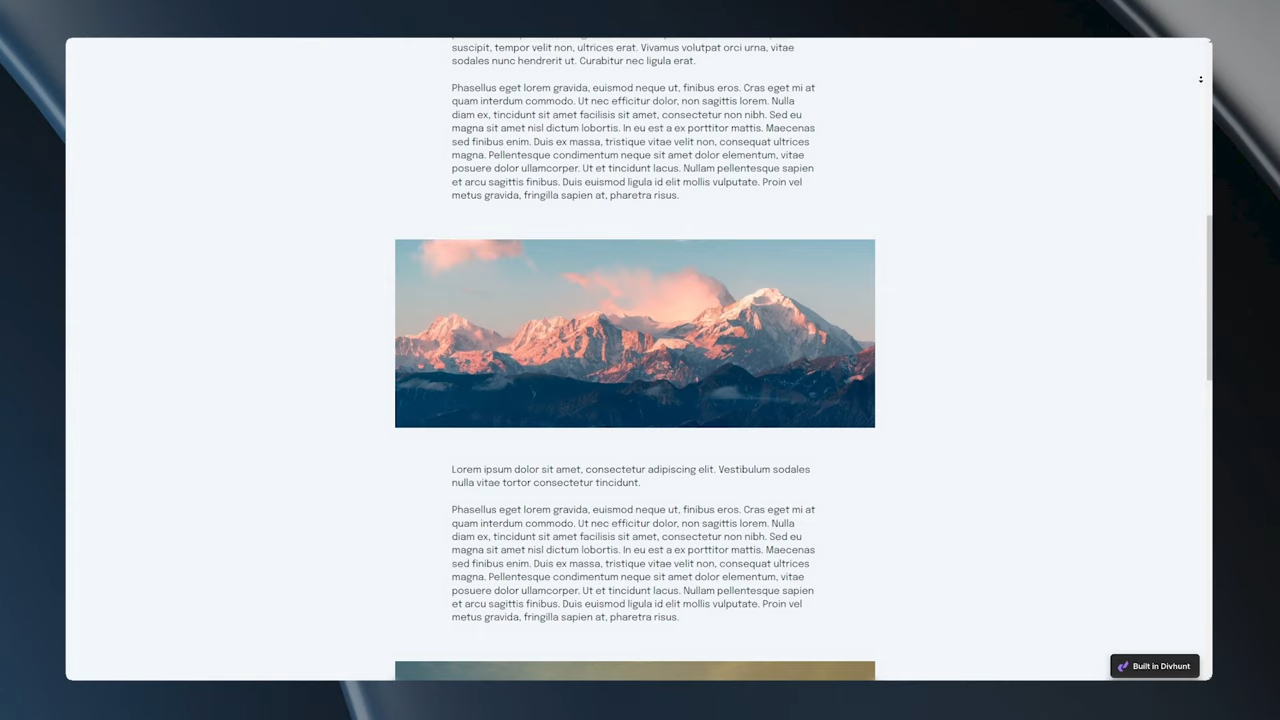 suscipit, tempor velit non, ultrices erat. Vivamus volutpat orci urna, vitae
sodales nunc hendrerit ut. Curabitur nec ligula erat.
Phasellus eget lorem gravida, euismod neque ut, finibus eros. Cras eget mi at
quam interdum commodo. Ut nec efficitur dolor, non sagittis lorem. Nulla
diam ex, tincidunt sit amet facilisis sit amet, consectetur non nibh. Sed eu
magna sit amet nisl dictum lobortis. In eu est a ex porttitor mattis. Maecenas
sed finibus enim. Duis ex massa, tristique vitae velit non, consequat ultrices
magna. Pellentesque condimentum neque sit amet dolor elementum, vitae
posuere dolor ullamcorper. Ut et tincidunt lacus. Nullam pellentesque sapien
et arcu sagittis finibus. Duis euismod ligula id elit mollis vulputate. Proin vel
metus gravida, fringilla sapien at, pharetra risus.
Lorem ipsum dolor sit amet, consectetur adipiscing elit. Vestibulum sodales
nulla vitae tortor consectetur tincidunt.
Phasellus eget lorem gravida, euismod neque ut, finibus eros. Cras eget mi at
quam interdum commodo. Ut nec efficitur dolor, non sagittis lorem. Nulla
diam ex, tincidunt sit amet facilisis sit amet, consectetur non nibh. Sed eu
magna sit amet nisl dictum lobortis. In eu est a ex porttitor mattis. Maecenas
sed finibus enim. Duis ex massa, tristique vitae velit non, consequat ultrices
magna. Pellentesque condimentum neque sit amet dolor elementum, vitae
posuere dolor ullamcorper. Ut et tincidunt lacus. Nullam pellentesque sapien
et arcu sagittis finibus. Duis euismod ligula id elit mollis vulputate. Proin vel
metus gravida, fringilla sapien at, pharetra risus.
Built in Divhunt